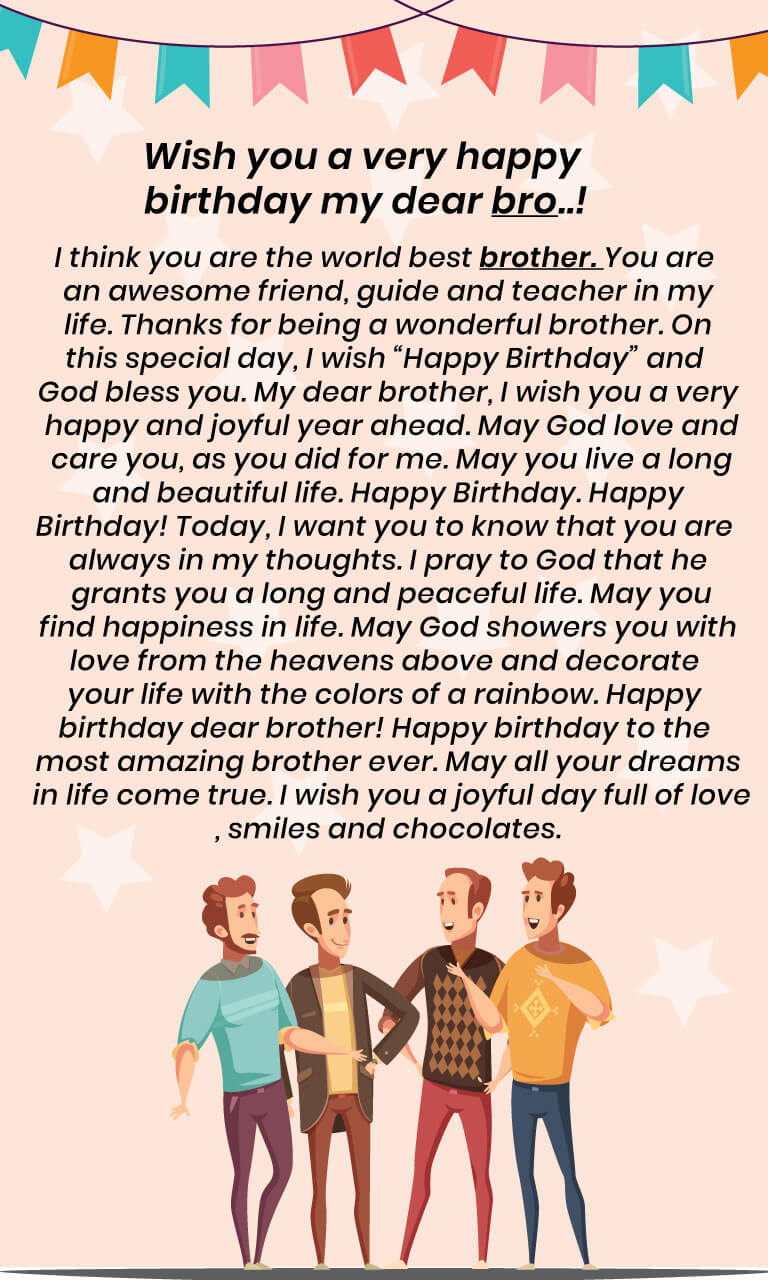 Wish you a very happy
birthday my dear bro..!
I think you are the world best brother. You are
an awesome friend, guide and teacher in my
life. Thanks for being a wonderful brother. On
this special day, I wish “Happy Birthday” and
God bless you. My dear brother, I wish you a very
happy and joyful year ahead. May God love and
care you, as you did for me. May you live a long
and beautiful life. Happy Birthday. Happy
Birthday! Today, I want you to know that you are
always in my thoughts. I pray to God that he
grants you a long and peaceful life. May you
find happiness in life. May God showers you with
love from the heavens above and decorate
your life with the colors of a rainbow. Happy
birthday dear brother! Happy birthday to the
most amazing brother ever. May all your dreams
in life come true. I wish you a joyful day full of love
, smiles and chocolates.